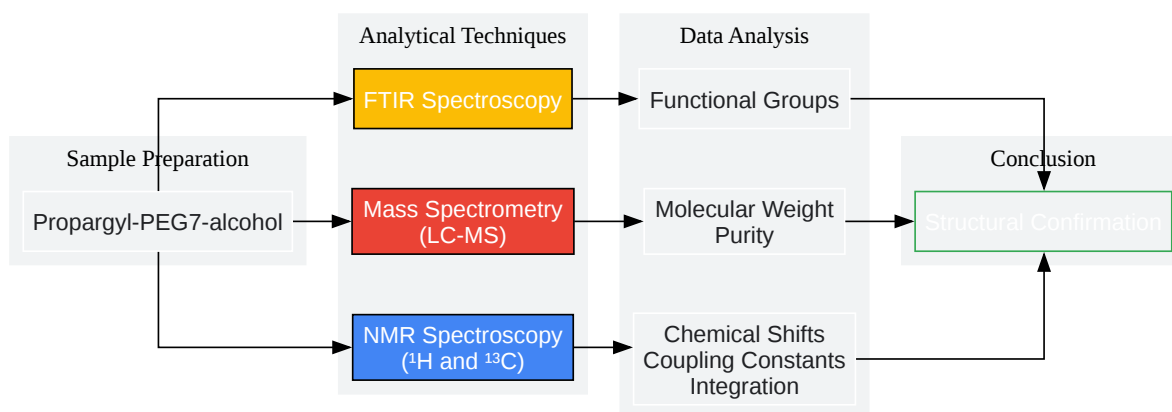 Sample Preparation
Propargyl-PEG7-alcohol
Analytical Techniques
FTIR Spectroscopy
Mass Spectrometry
(LC-MS)
NMR Spectroscopy
(¹H and ¹³C)
Data Analysis
Functional Groups
Molecular Weight
Purity
Chemical Shifts
Coupling Constants
Integration
Conclusion
Structural Confirmation